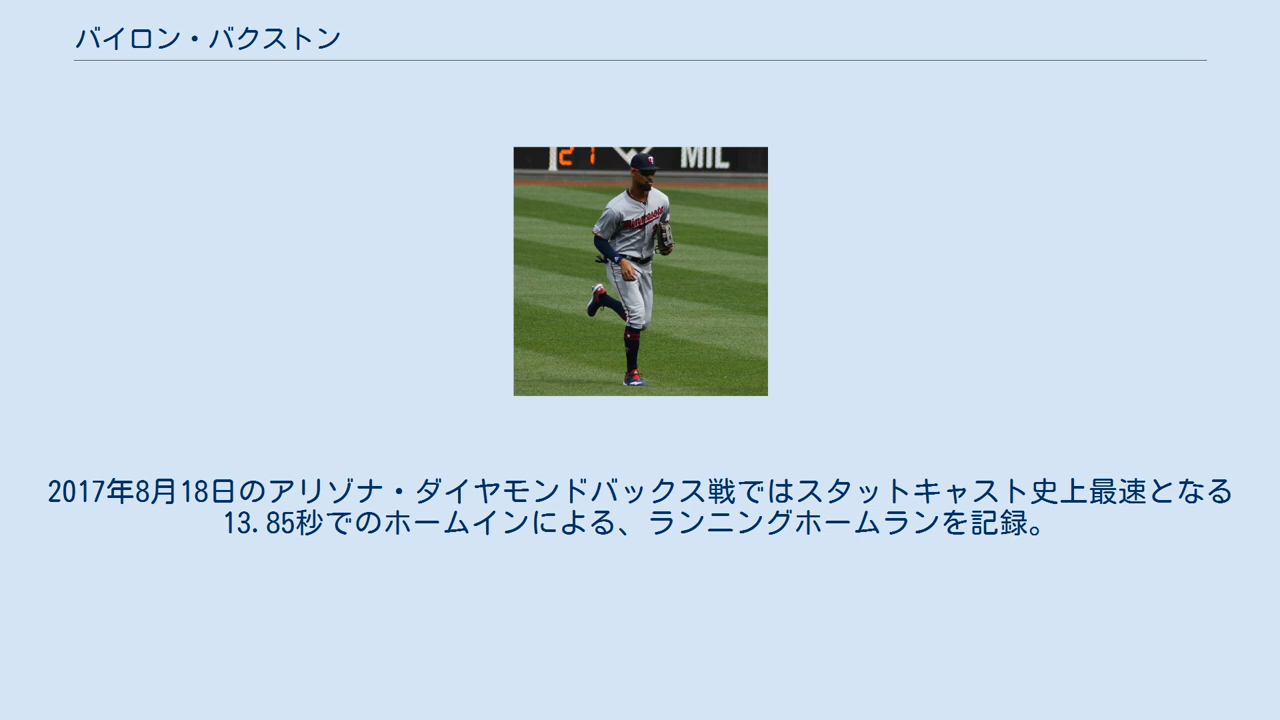 バイロン・バクストン
27
MIL
Minnesota
2017年8月18日のアリゾナ・ダイヤモンドバックス戦ではスタットキャスト史上最速となる
13.85秒でのホームインによる、ランニングホームランを記録。